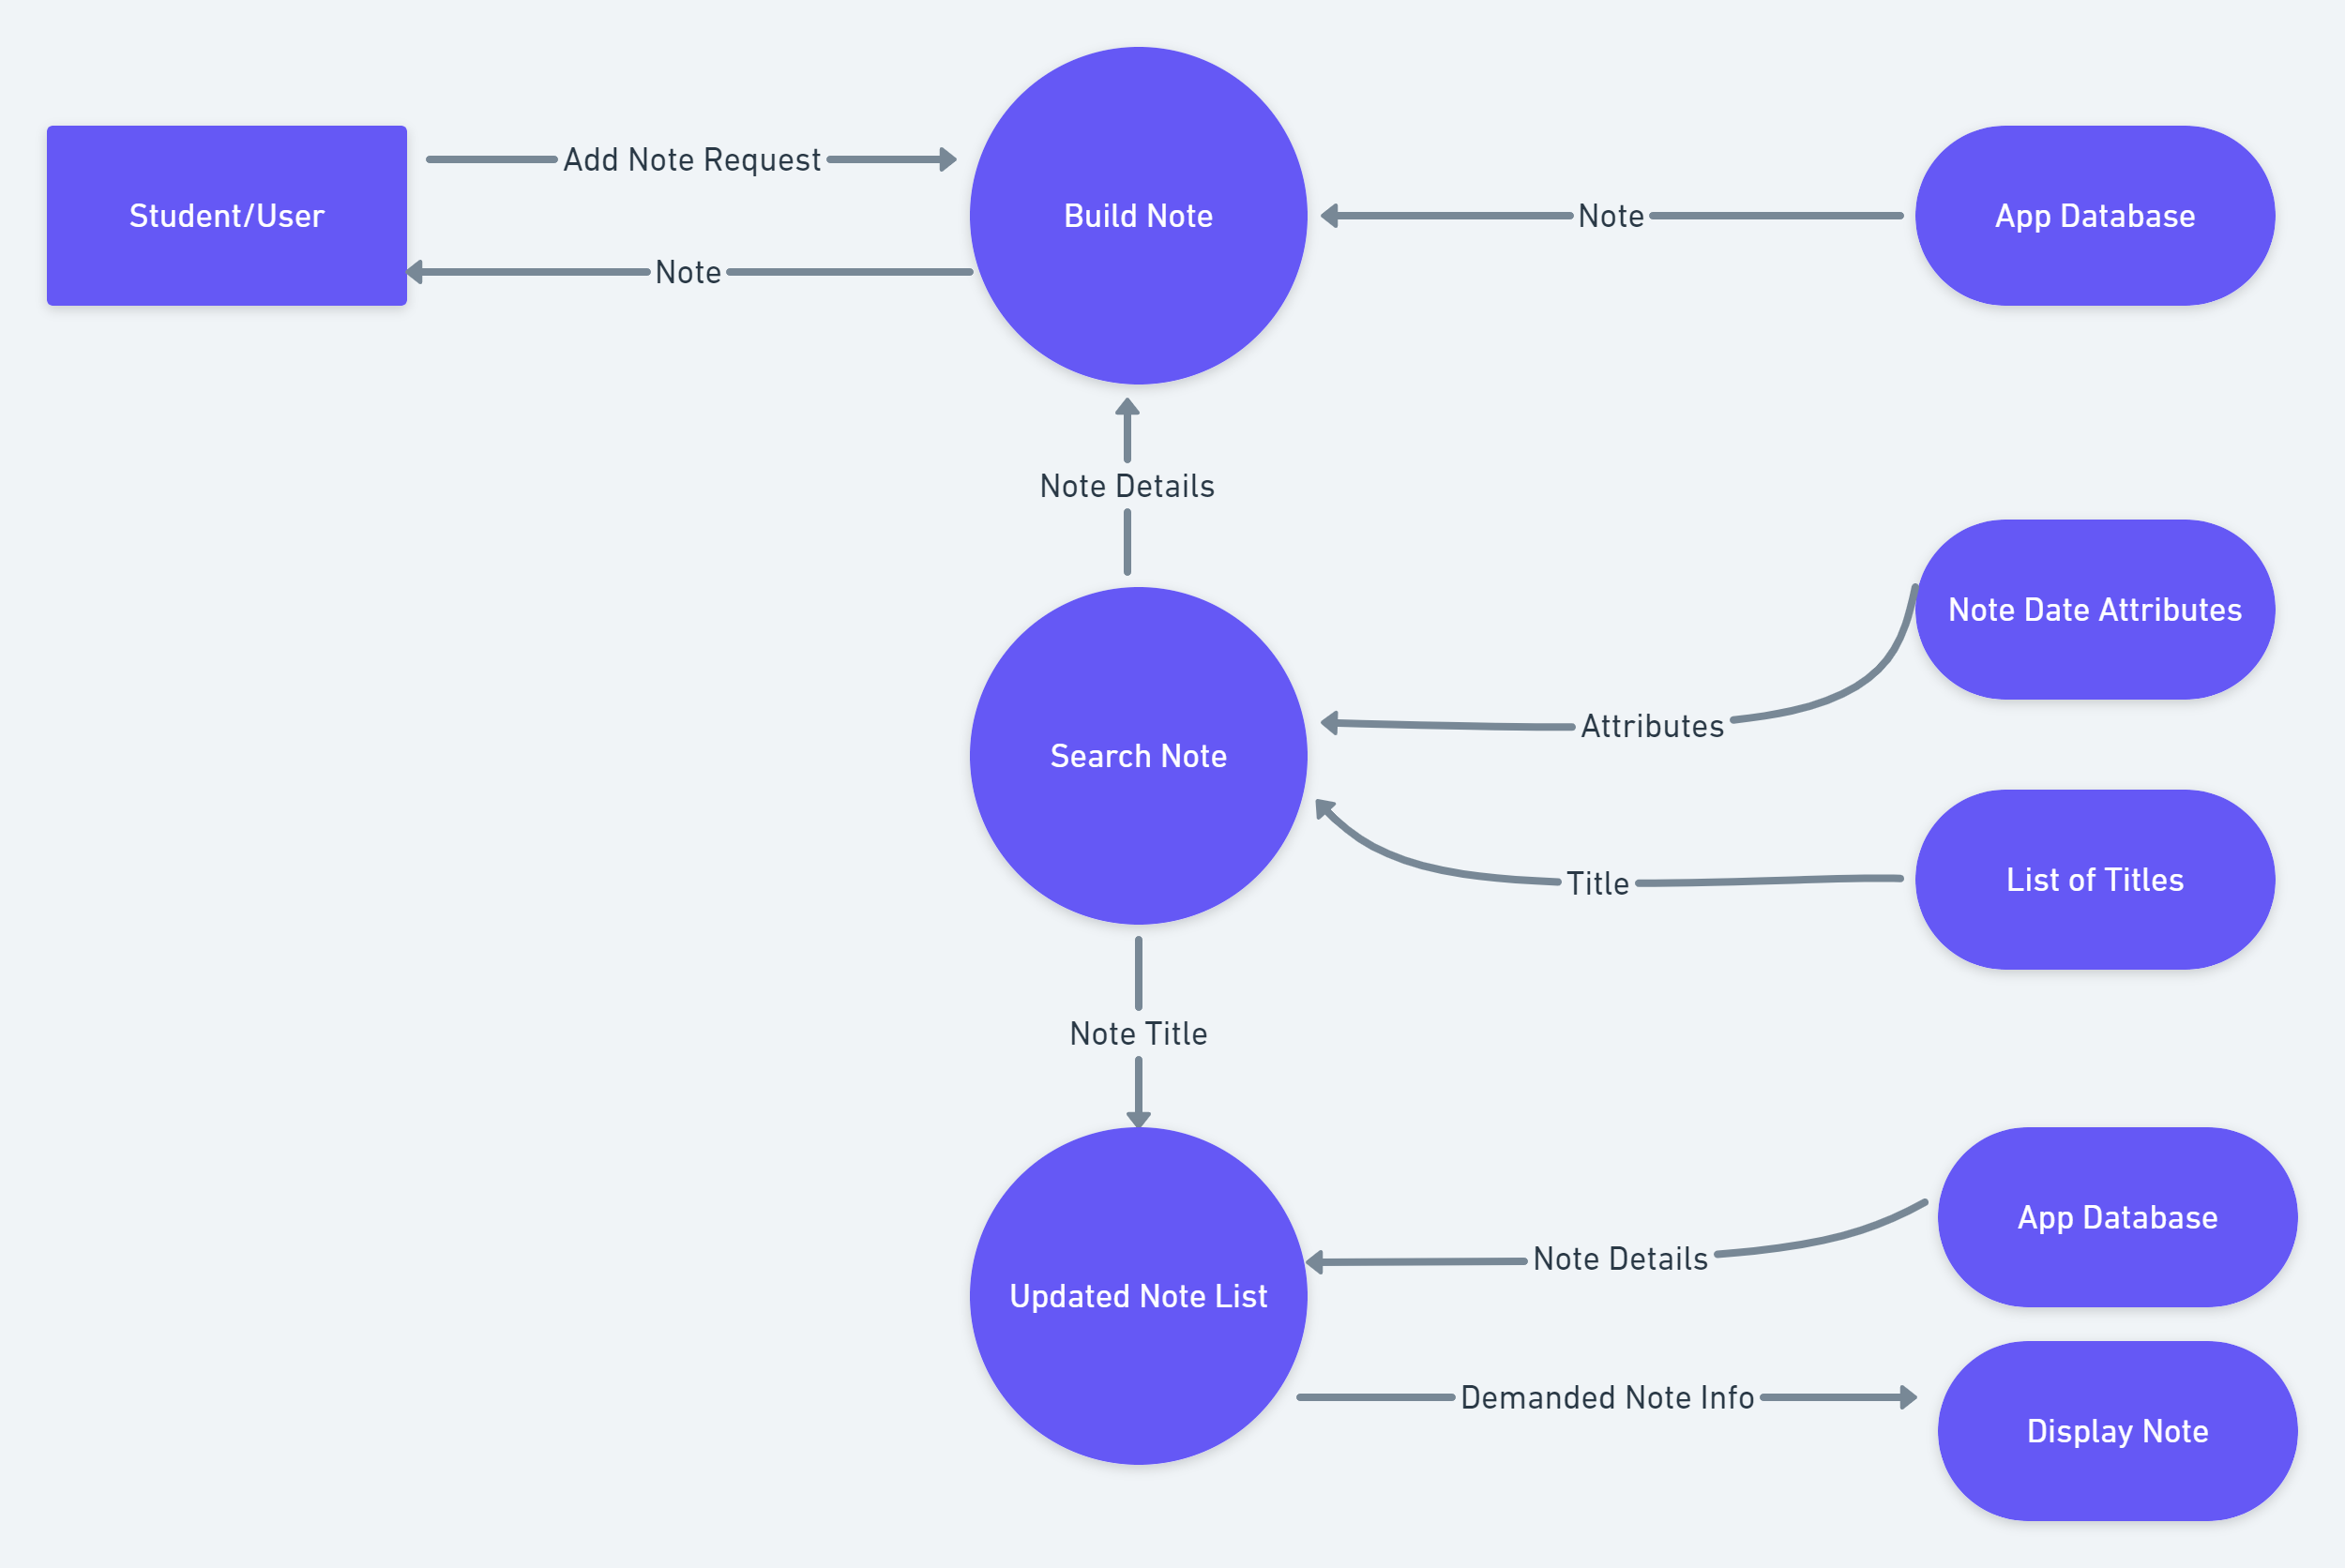 Add Note Request
Student/User
Build Note
Note
App Database
Note
Note Details
Note Date Attributes
Attributes
Search Note
Title
List of Titles
Note Title
App Database
Note Details
Updated Note List
Demanded Note Info
Display Note